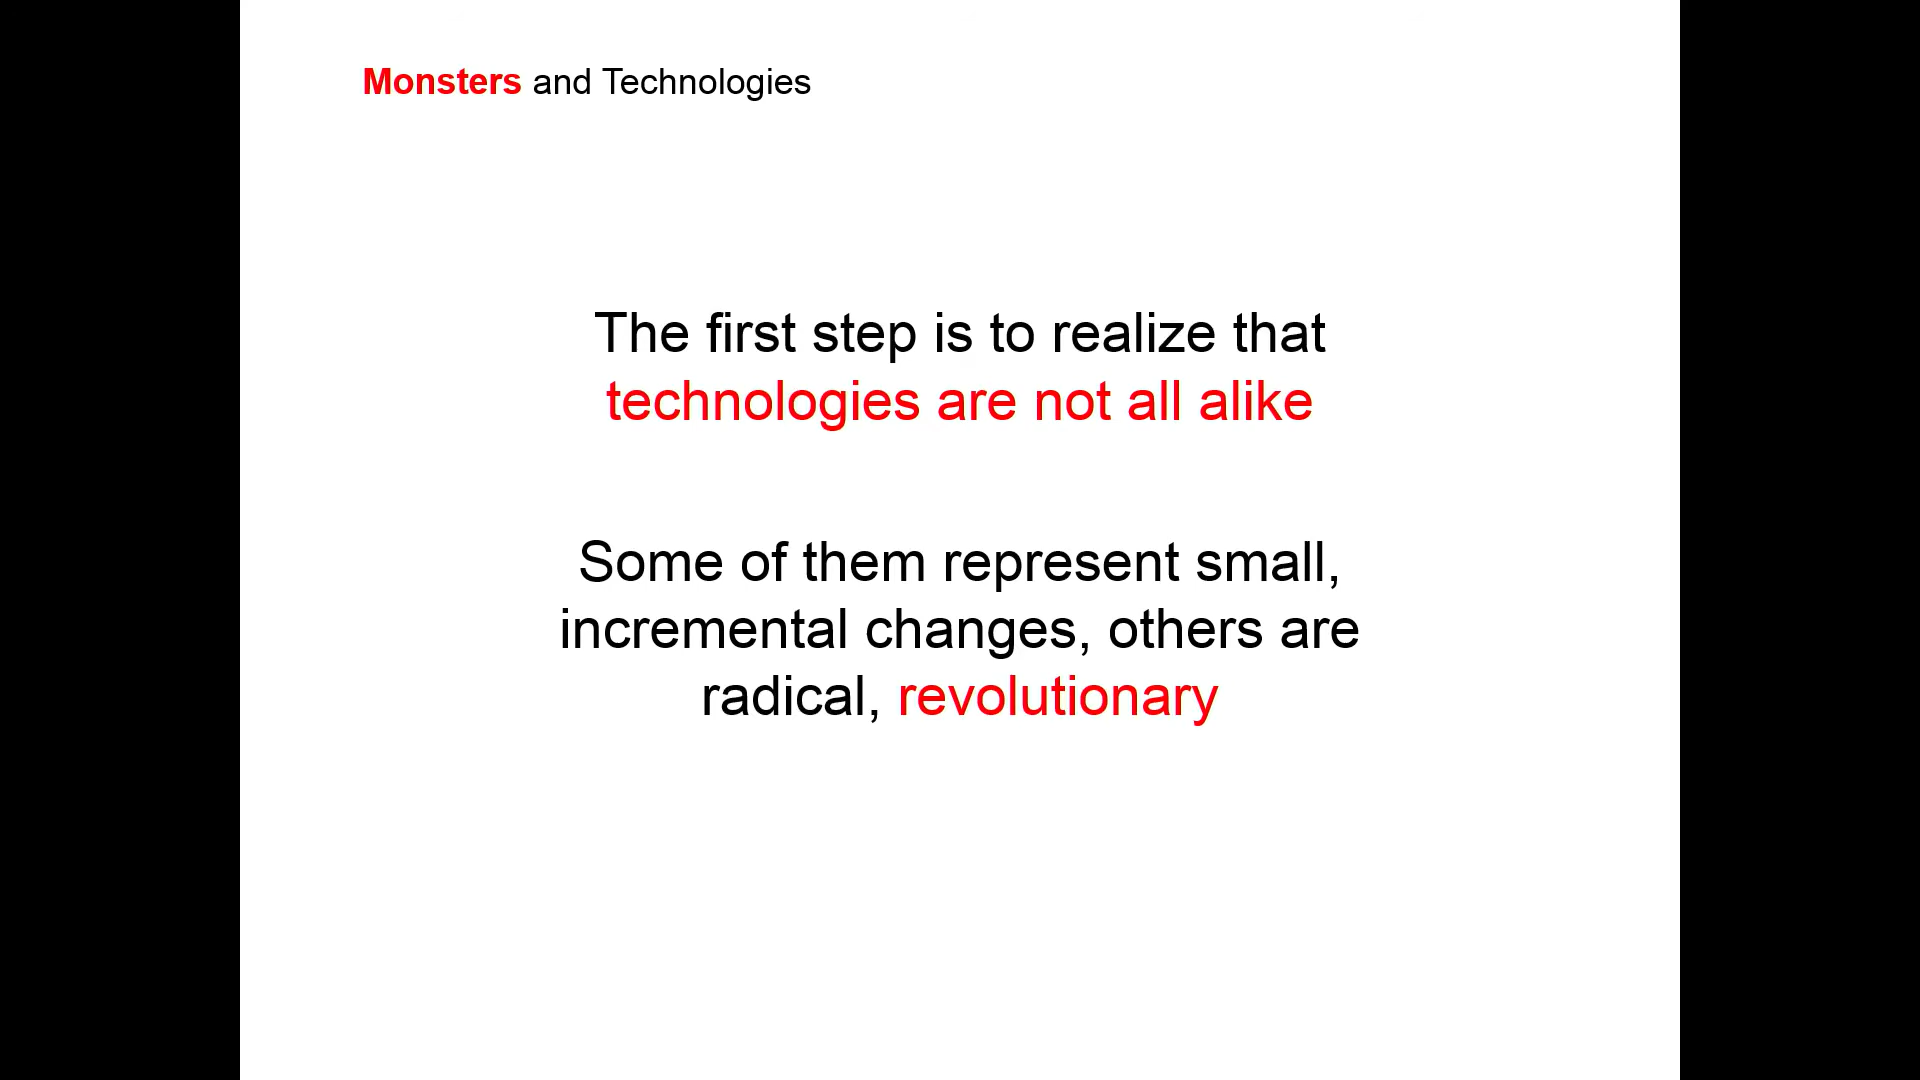 Monsters and Technologies
The first step is to realize that
technologies are not all alike
Some of them represent small,
incremental changes, others are
radical, revolutionary